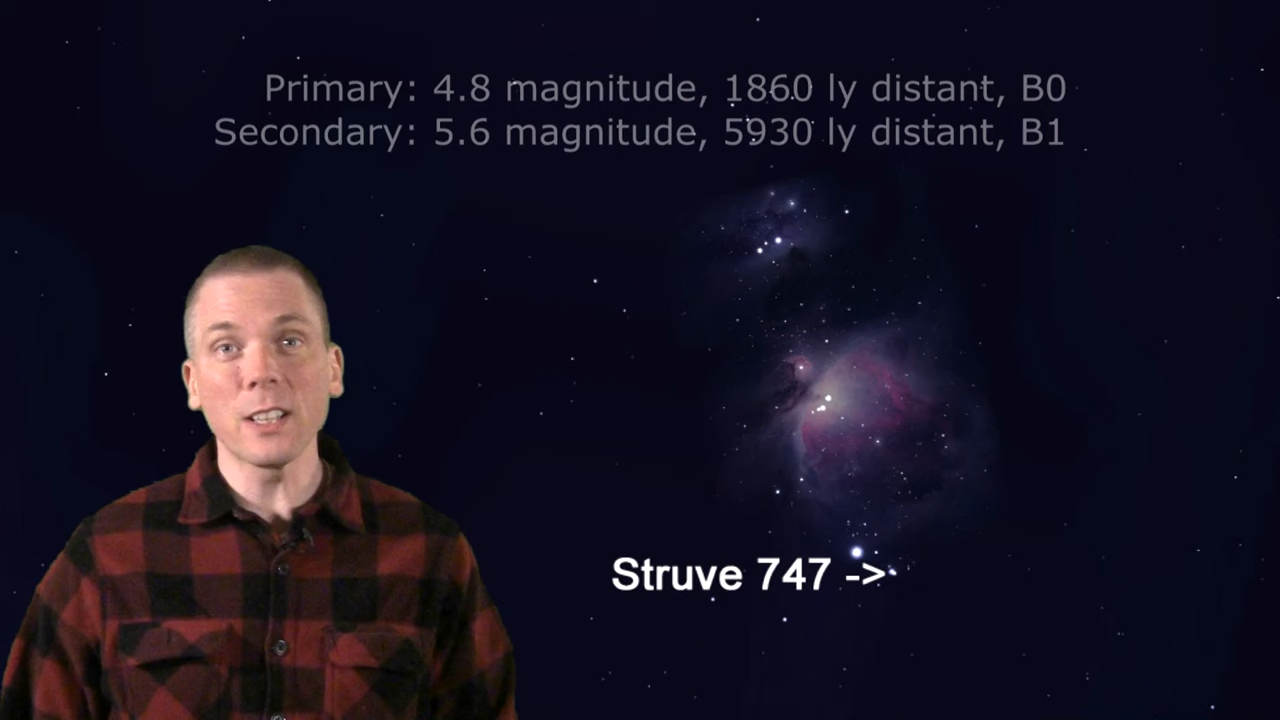 Primary: 4.8 magnitude, 1860 ly distant, B0
Secondary: 5.6 magnitude, 5930 ly distant, B1
Struve 747 ->